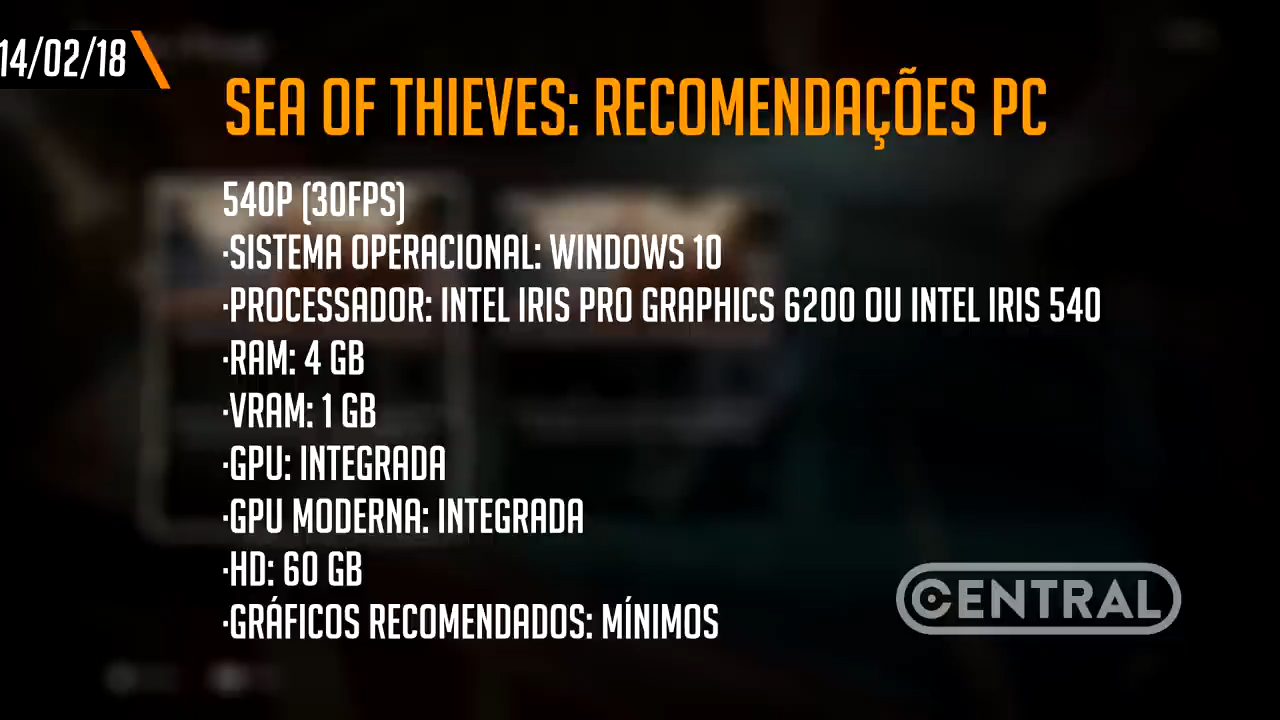 14/02/18
SEA OF THIEVES: RECOMENDAÇÕES PC
540P (30FPS)
·SISTEMA OPERACIONAL: WINDOWS 10
·PROCESSADOR: INTEL IRIS PRO GRAPHICS 6200 OU INTEL IRIS 540
·RAM: 4 GB
·VRAM: 1 GB
·GPU: INTEGRADA
·GPU MODERNA: INTEGRADA
·HD: 60 GB
·GRÁFICOS RECOMENDADOS: MÍNIMOS
CENTRAL